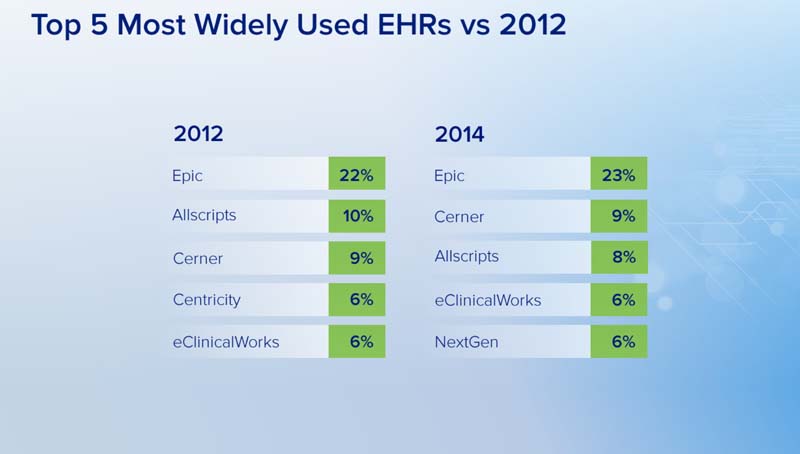 Top 5 Most Widely Used EHRs vs 2012
2012
Epic 22%
Allscripts 10%
Cerner 9%
Centricity 6%
eClinicalWorks 6%
2014
Epic 23%
Cerner 9%
Allscripts 8%
eClinicalWorks 6%
NextGen 6%